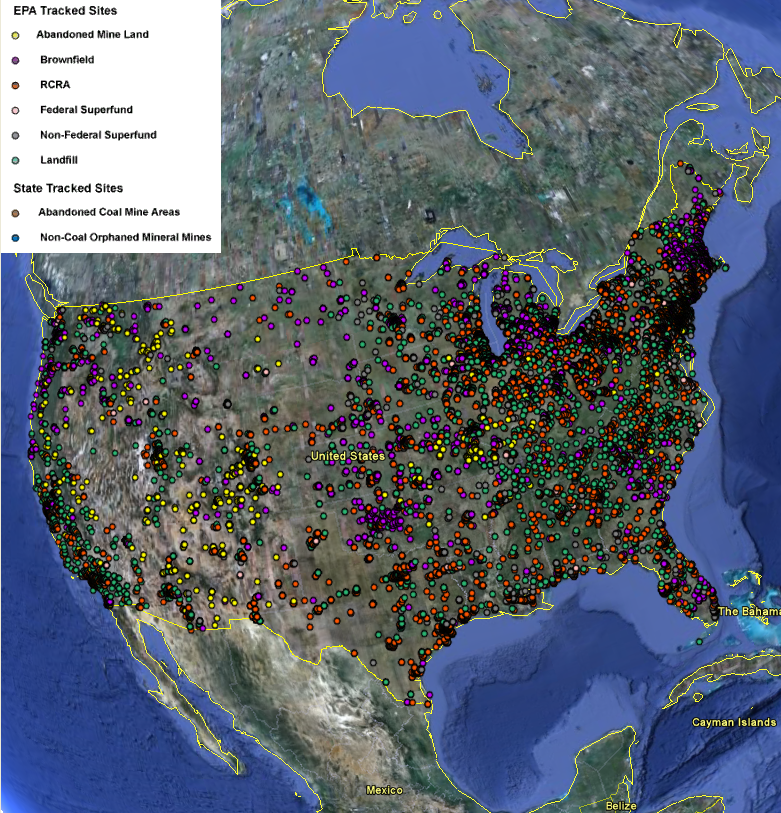 EPA Tracked Sites
Abandoned Mine Land
Brownfield
RCRA
Federal Superfund
Non-Federal Superfund
Landfill
State Tracked Sites
Abandoned Coal Mine Areas
Non-Coal Orphaned Mineral Mines
United States
The Bahama
Cayman Islands
Mexico
Belize